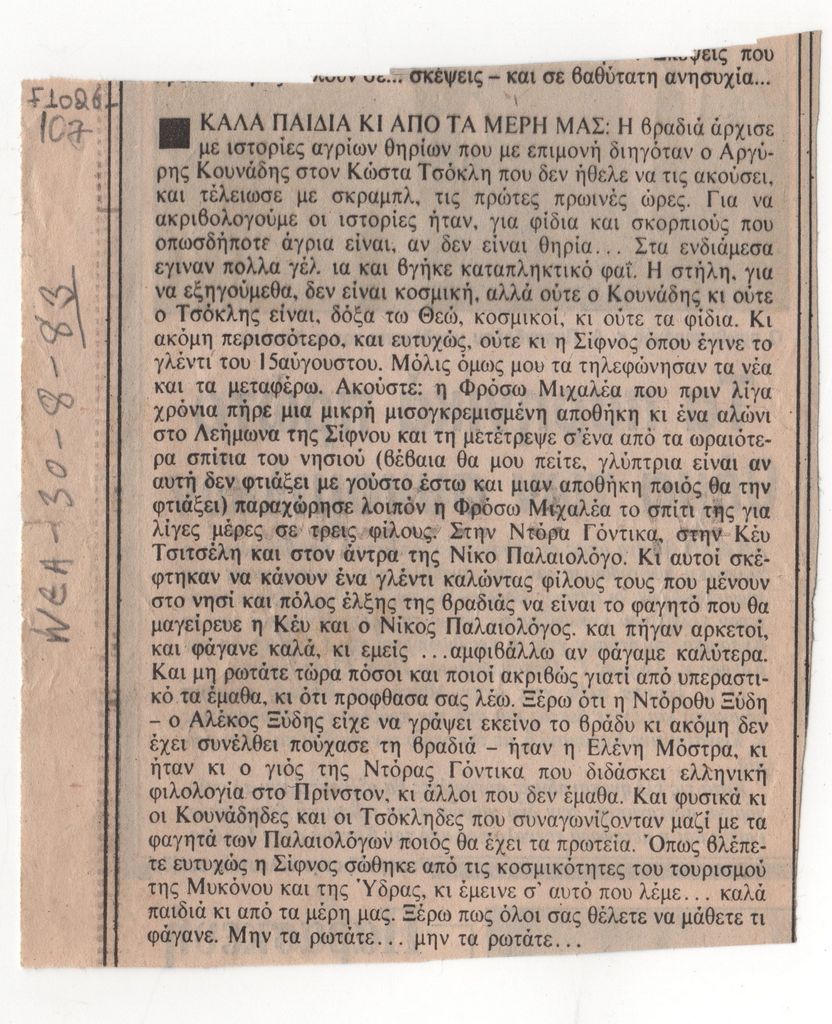 σκέψεις που
σκέψεις – και σε βαθύτατη ανησυχία...
F1026
107
ΝΕΑ - 30 - 8 - 83
ΚΑΛΑ ΠΑΙΔΙΑ ΚΙ ΑΠΟ ΤΑ ΜΕΡΗ ΜΑΣ: Η βραδιά άρχισε
με ιστορίες αγρίων θηρίων που με επιμονή διηγόταν ο Αργύ-
ρης Κουνάδης στον Κώστα Τσόκλη που δεν ήθελε να τις ακούσει,
και τέλειωσε με σκραμπλ, τις πρώτες πρωινές ώρες. Για να
ακριβολογούμε οι ιστορίες ήταν, για φίδια και σκορπιούς που
οπωσδήποτε άγρια είναι, αν δεν είναι θηρία... Στα ενδιάμεσα
εγιναν πολλα γέλ. ια και βγήκε καταπληκτικό φαΐ. Η στήλη, για
να εξηγούμεθα, δεν είναι κοσμική, αλλά ούτε ο Κουνάδης κι ούτε
ο Τσόκλης είναι, δόξα τω Θεώ, κοσμικοί, κι ούτε τα φίδια. Κι
ακόμη περισσότερο, και ευτυχώς, ούτε κι η Σίφνος όπου έγινε το
γλέντι του 15αύγουστου. Μόλις όμως μου τα τηλεφώνησαν τα νέα
και τα μεταφέρω. Ακούστε: η Φρόσω Μιχαλέα που πριν λίγα
χρόνια πήρε μια μικρή μισογκρεμισμένη αποθήκη κι ένα αλώνι
στο Λεήμωνα της Σίφνου και τη μετέτρεψε σ'ένα από τα ωραιότε-
ρα σπίτια του νησιού (βέβαια θα μου πείτε, γλύπτρια είναι αν
αυτή δεν φτιάξει με γούστο έστω και μιαν αποθήκη ποιός θα την
φτιάξει) παραχώρησε λοιπόν η Φρόσω Μιχαλέα το σπίτι της για
λίγες μέρες σε τρεις φίλους. Στην Ντόρα Γόντικα, στην Κέυ
Τσιτσέλη και στον άντρα της Νίκο Παλαιολόγο. Κι αυτοί σκέ-
φτηκαν να κάνουν ένα γλέντι καλώντας φίλους τους που μένουν
στο νησί και πόλος έλξης της βραδιάς να είναι το φαγητό που θα
μαγείρευε η Κέυ και ο Νίκος Παλαιολόγος. και πήγαν αρκετοί,
και φάγανε καλά, κι εμείς ...αμφιβάλλω αν φάγαμε καλύτερα.
Και μη ρωτάτε τώρα πόσοι και ποιοί ακριβώς γιατί από υπεραστι-
κό τα έμαθα, κι ότι προφθασα σας λέω. Ξέρω ότι η Ντόροθυ Ξύδη
– ο Αλέκος Ξύδης είχε να γράψει εκείνο το βράδυ κι ακόμη δεν
έχει συνέλθει πούχασε τη βραδιά – ήταν η Ελένη Μόστρα, κι
ήταν κι ο γιός της Ντόρας Γόντικα που διδάσκει ελληνική
φιλολογία στο Πρίνστον, κι άλλοι που δεν έμαθα. Και φυσικά κι
οι Κουνάδηδες και οι Τσόκληδες που συναγωνίζονταν μαζί με τα
φαγητά των Παλαιολόγων ποιός θα έχει τα πρωτεία. Όπως βλέπε-
τε ευτυχώς η Σίφνος σώθηκε από τις κοσμικότητες του τουρισμού
της Μυκόνου και της Ύδρας, κι έμεινε σ' αυτό που λέμε... καλά
παιδιά κι από τα μέρη μας. Ξέρω πως όλοι σας θέλετε να μάθετε τι
φάγανε. Μην τα ρωτάτε... μην τα ρωτάτε...